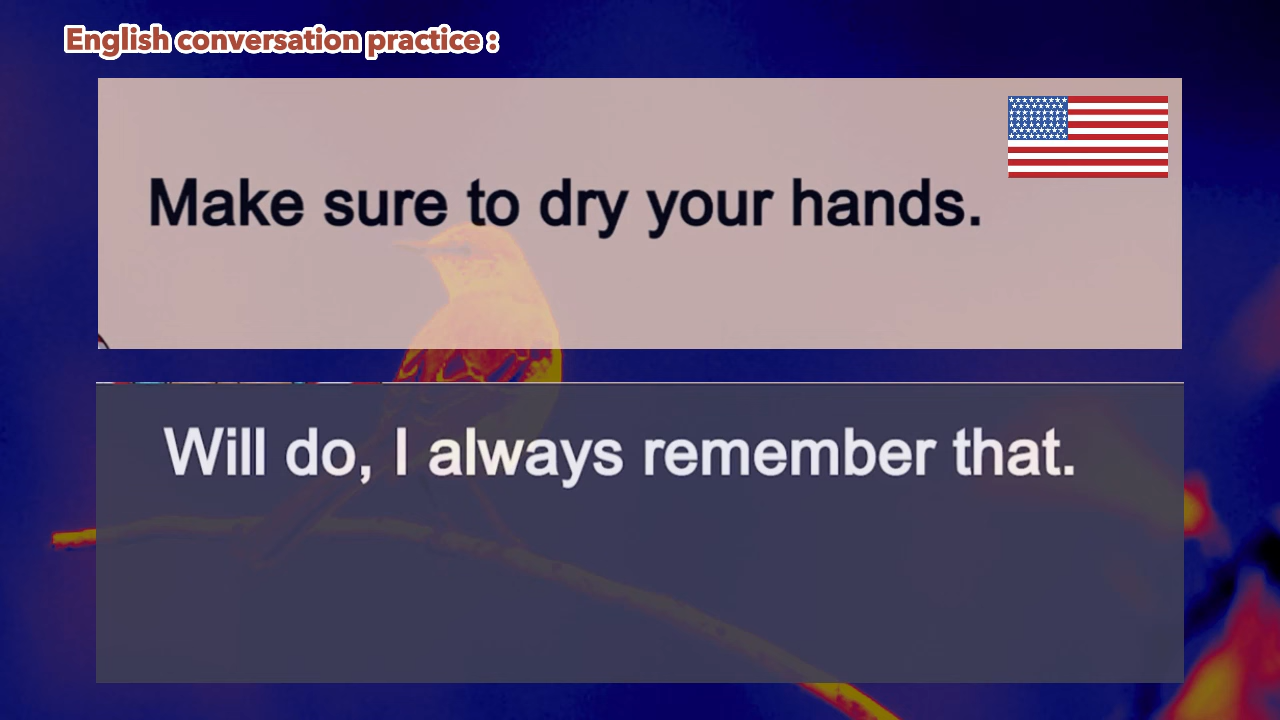 English conversation practice :
Make sure to dry your hands.
Will do, I always remember that.